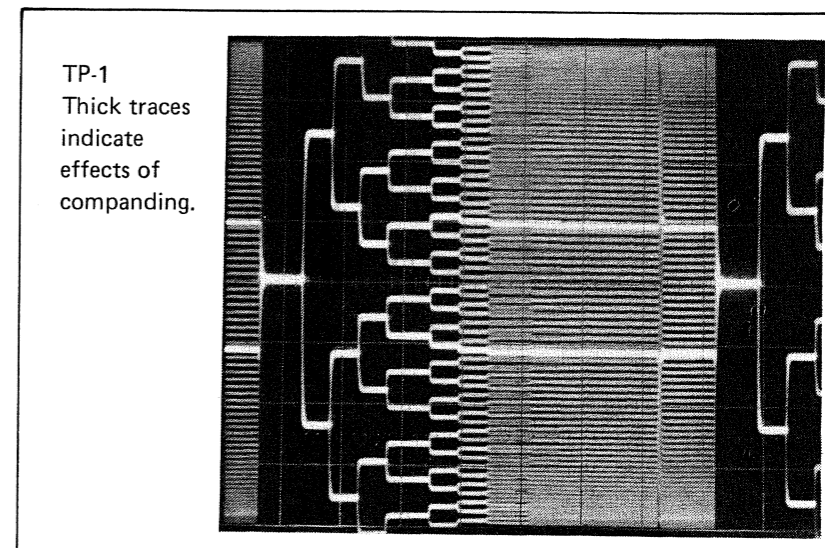 TP-1
Thick traces
indicate
effects of
companding.